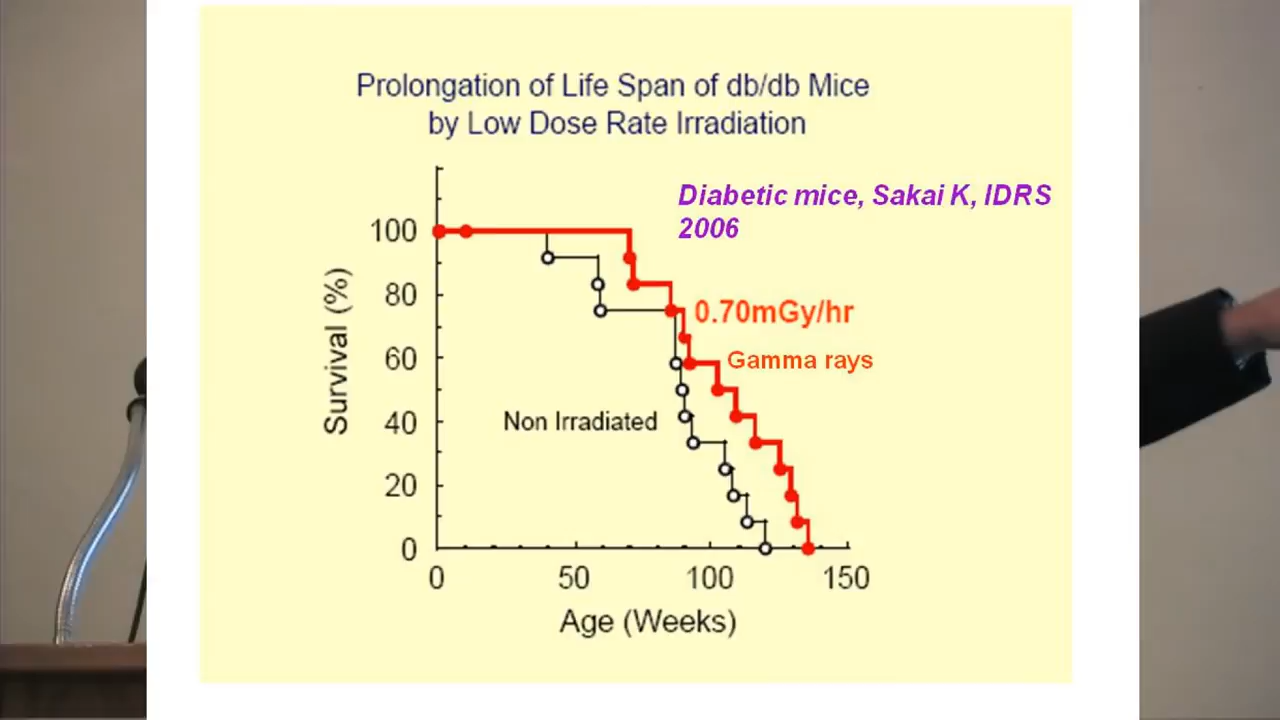 Prolongation of Life Span of db/db Mice
by Low Dose Rate Irradiation
Diabetic mice, Sakai K, IDRS
2006
100
80
60
40
20
0
Survival (%)
0.70mGy/hr
Gamma rays
Non Irradiated
0
50
100
150
Age (Weeks)